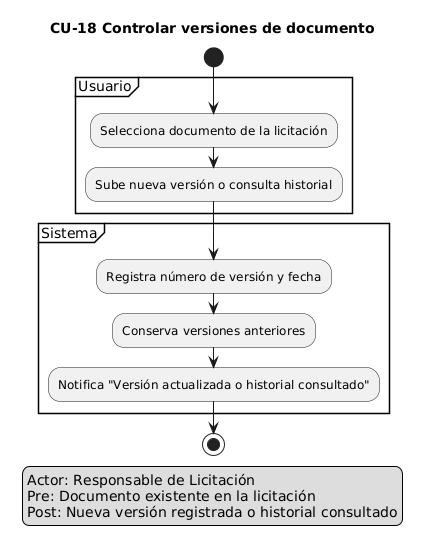 CU-18 Controlar versiones de documento
Usuario
Selecciona documento de la licitación
Sube nueva versión o consulta historial
Sistema
Registra número de versión y fecha
Conserva versiones anteriores
Notifica "Versión actualizada o historial consultado"
Actor: Responsable de Licitación
Pre: Documento existente en la licitación
Post: Nueva versión registrada o historial consultado